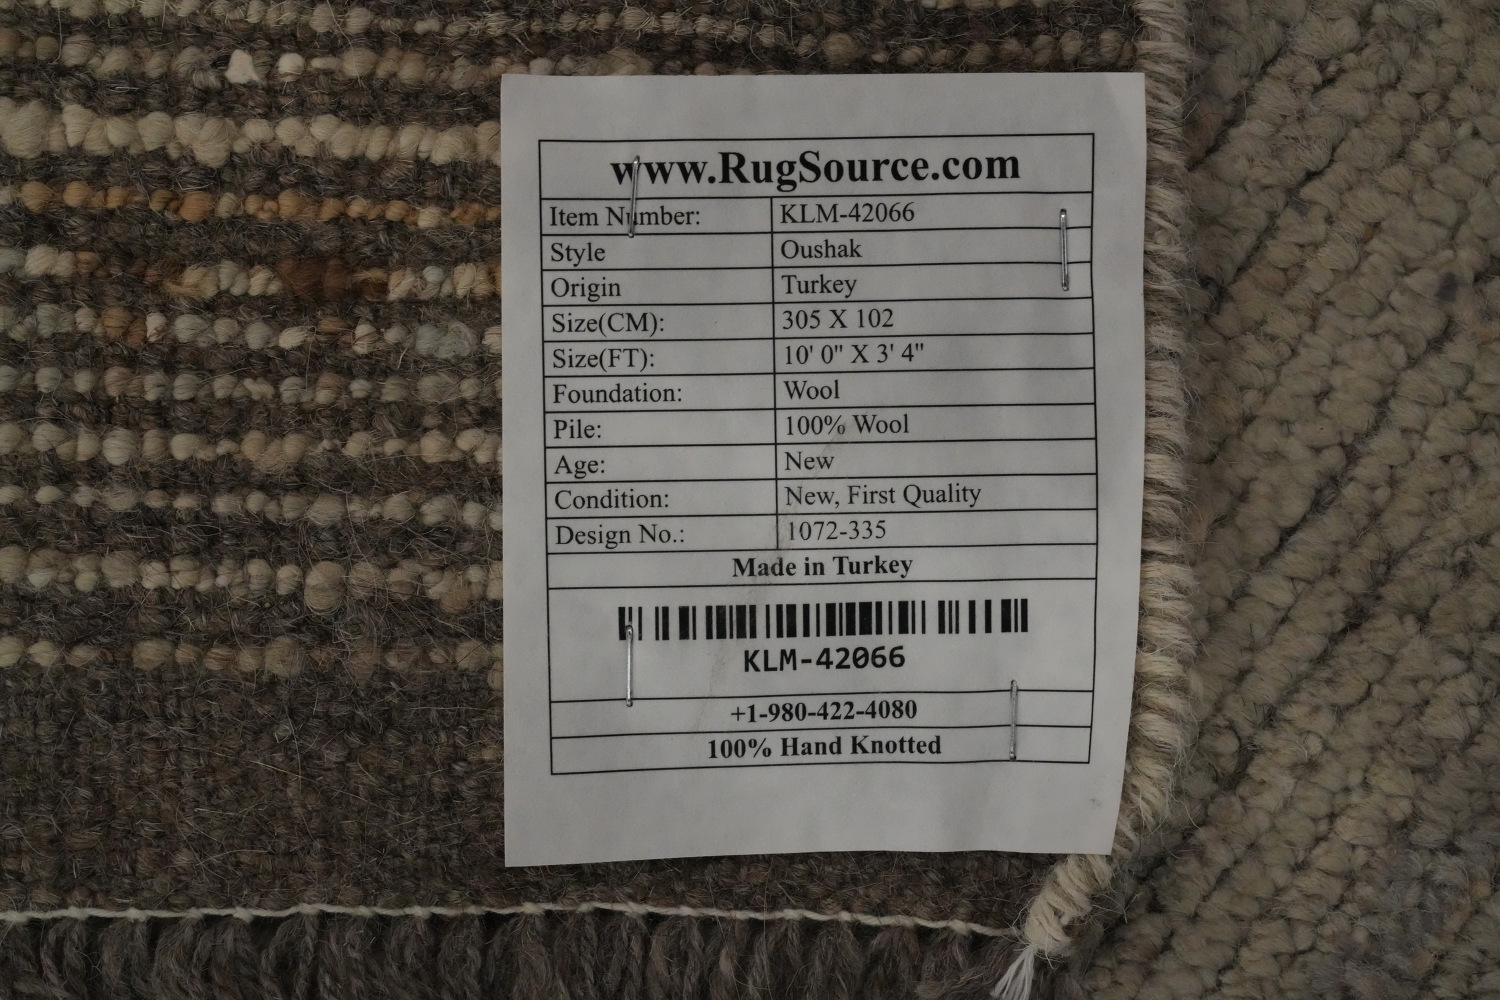 www.RugSource.com
Item Number: KLM-42066
Style Oushak
Origin Turkey
Size(CM): 305 X 102
Size(FT): 10' 0" X 3' 4"
Foundation: Wool
Pile: 100% Wool
Age: New
Condition: New, First Quality
Design No.: 1072-335
Made in Turkey
KLM-42066
+1-980-422-4080
100% Hand Knotted